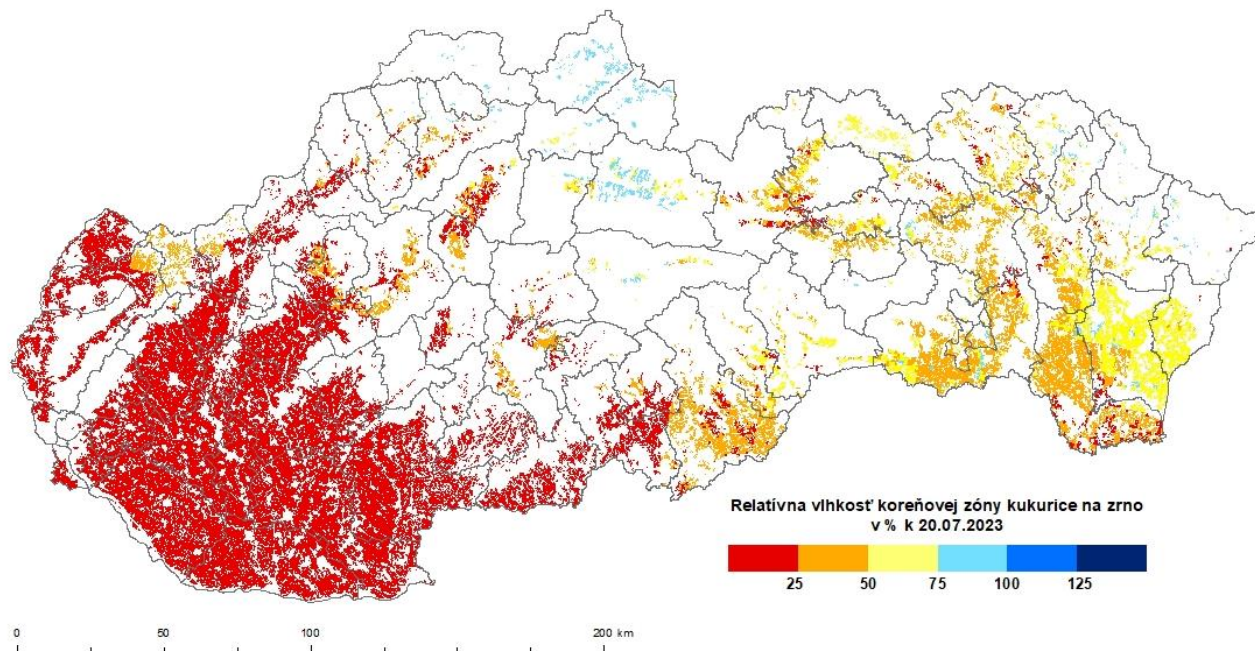 Relatívna vlhkosť koreňovej zóny kukurice na zrno
v % k 20.07.2023
25 50 75 100 125
0 50 100 200 km